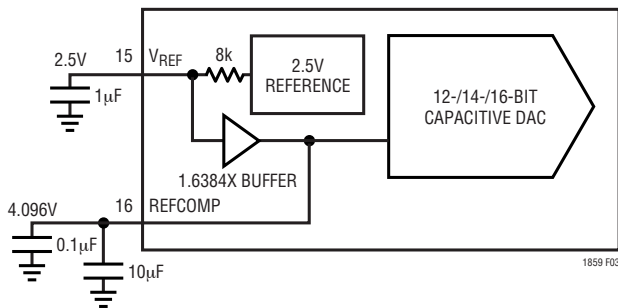 2.5V
15
VREF
8k
2.5V
REFERENCE
12-/14-/16-BIT
CAPACITIVE DAC
1µF
1.6384X BUFFER
4.096V
16
REFCOMP
0.1µF
10µF
1859 F03